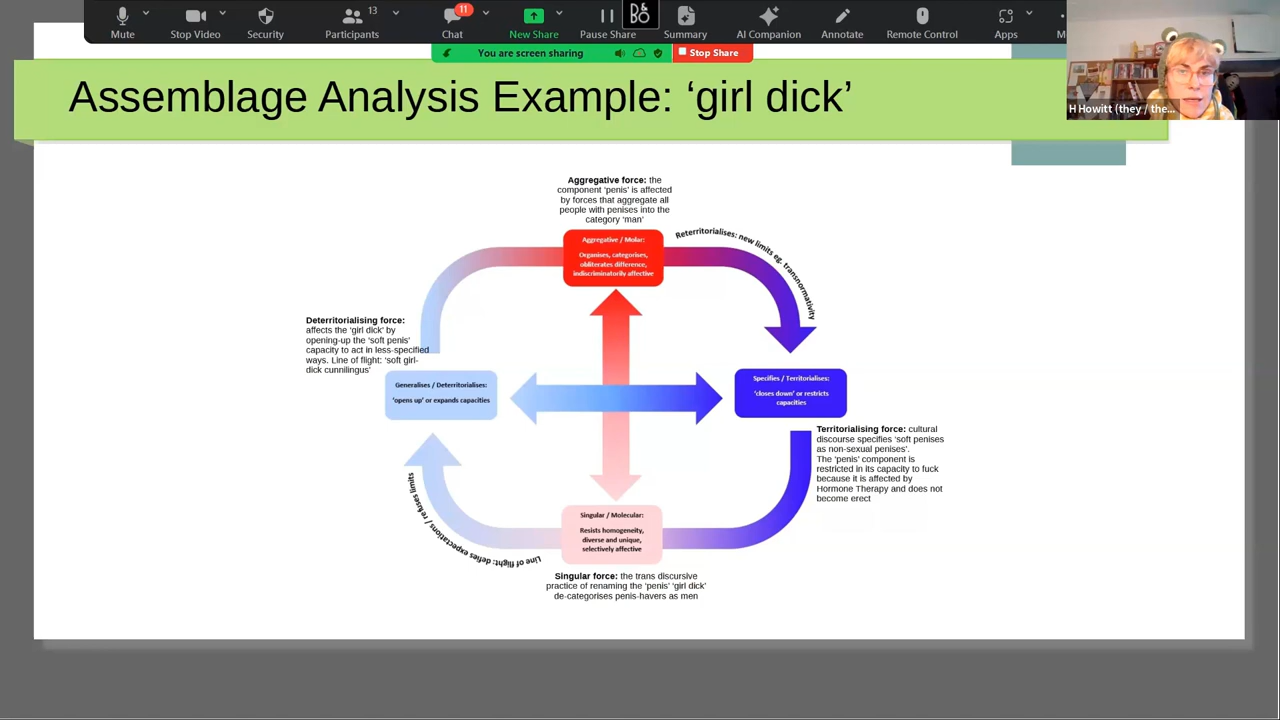 Mute
Stop Video
Security
Participants
13
Chat
11
New Share
Pause Share
D&
BO
Summary
AI Companion
Annotate
Remote Control
Apps
You are screen sharing
Stop Share
H Howitt (they / the...
Assemblage Analysis Example: ‘girl dick’
Aggregative force: the
component ‘penis’ is affected
by forces that aggregate all
people with penises into the
category ‘man’
Aggregative / Molar:
Organises, categorises,
obliterates difference,
indiscriminatorily affective
Reterritorialises: new limits eg. transnormativity
Deterritorialising force:
affects the ‘girl dick’ by
opening-up the ‘soft penis’
capacity to act in less-specified
ways. Line of flight: ‘soft girl-
dick cunnilingus’
Generalises / Deterritorialises:
‘opens up’ or expands capacities
Specifies / Territorialises:
‘closes down’ or restricts
capacities
Territorialising force: cultural
discourse specifies ‘soft penises
as non-sexual penises’.
The ‘penis’ component is
restricted in its capacity to fuck
because it is affected by
Hormone Therapy and does not
become erect
Line of flight: defies expectations / refuses limits
Singular / Molecular:
Resists homogeneity,
diverse and unique,
selectively affective
Singular force: the trans discursive
practice of renaming the ‘penis’ ‘girl dick’
de-categorises penis-havers as men